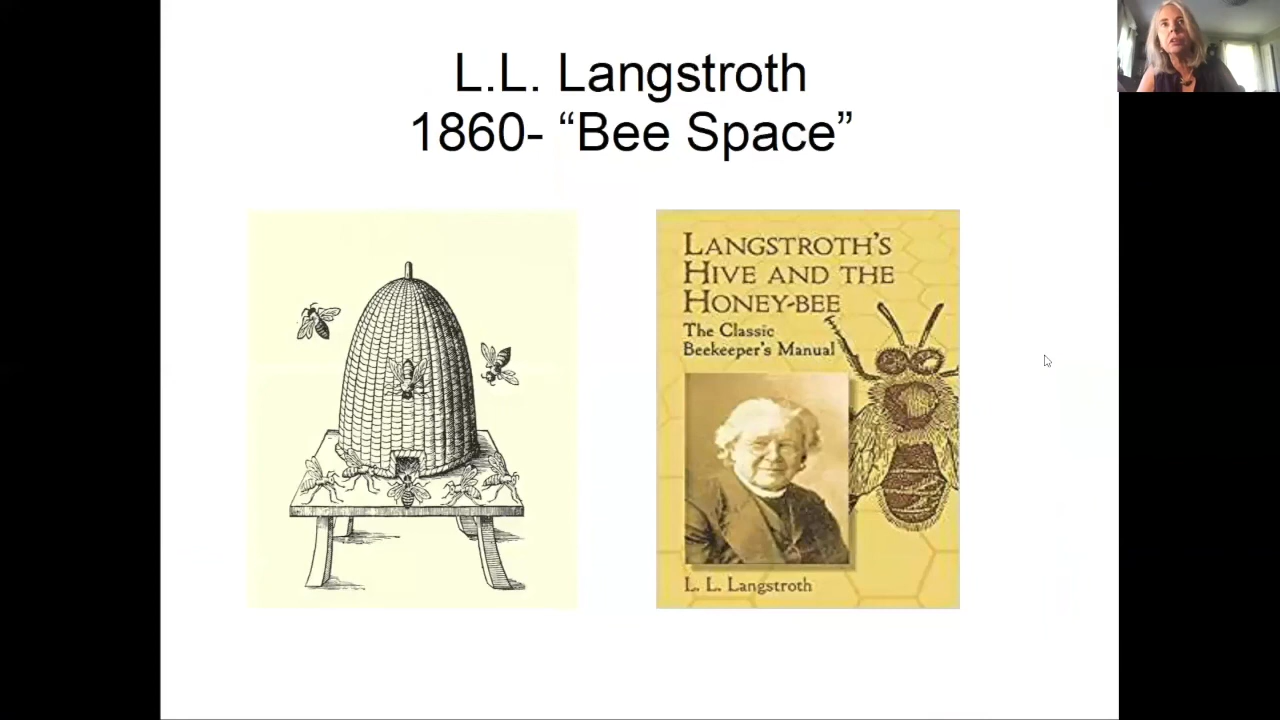 L.L. Langstroth
1860- “Bee Space”
LANGSTROTH’S
HIVE AND THE
HONEY-BEE
The Classic
Beekeeper’s Manual
L. L. Langstroth